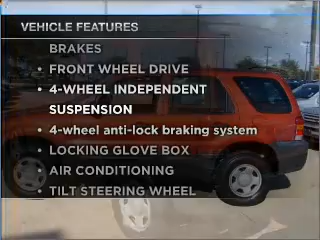 VEHICLE FEATURES
BRAKES
• FRONT WHEEL DRIVE
• 4-WHEEL INDEPENDENT
SUSPENSION
• 4-wheel anti-lock braking system
• LOCKING GLOVE BOX
• AIR CONDITIONING
• TILT STEERING WHEEL